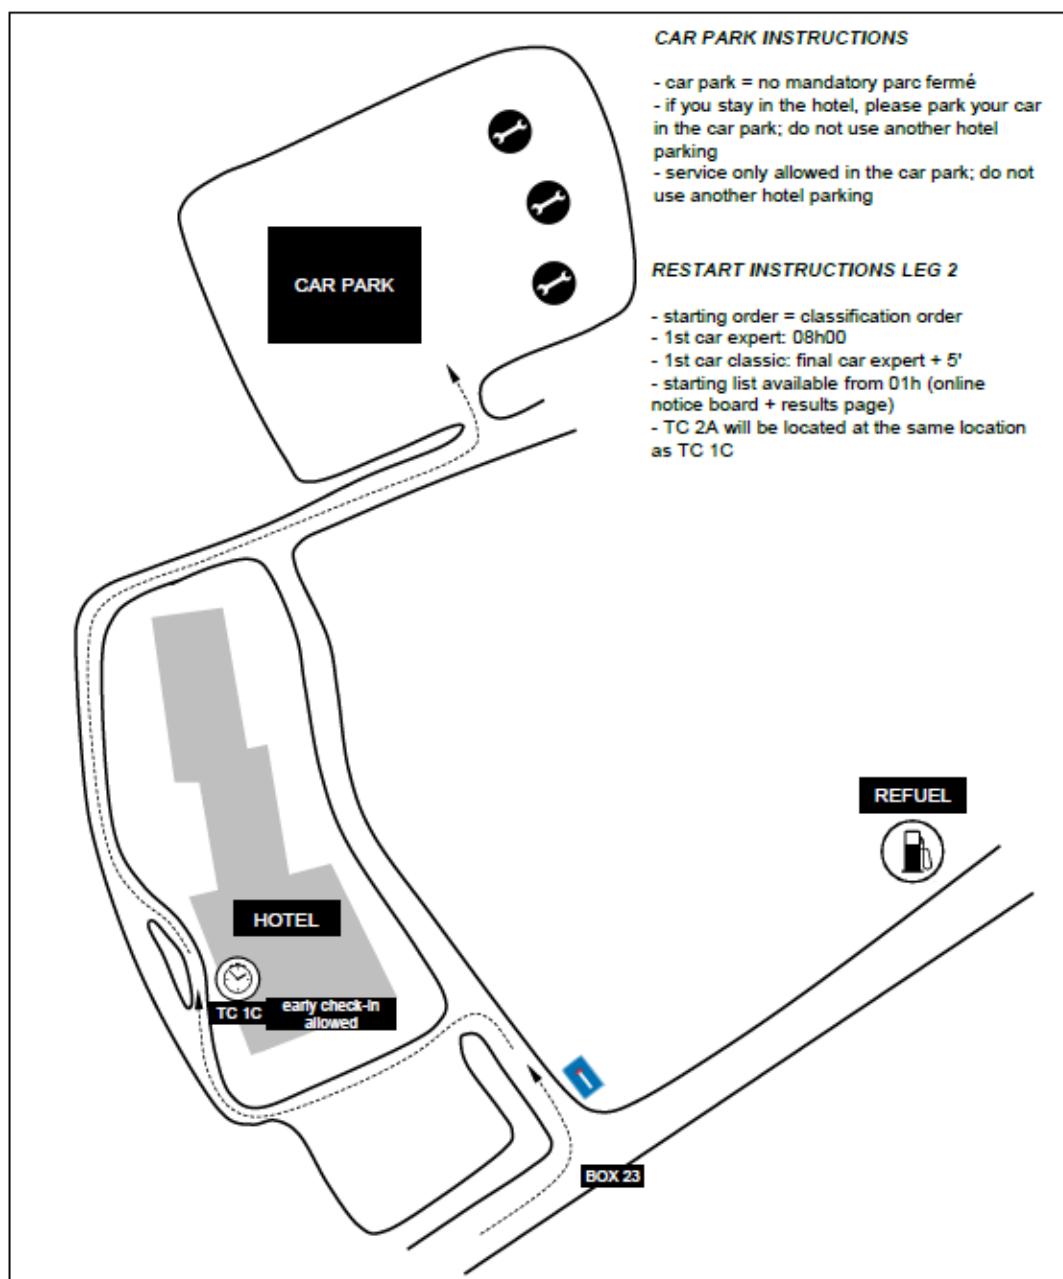 CAR PARK INSTRUCTIONS
- car park = no mandatory parc fermé
- if you stay in the hotel, please park your car
in the car park; do not use another hotel
parking
- service only allowed in the car park; do not
use another hotel parking
CAR PARK
RESTART INSTRUCTIONS LEG 2
- starting order = classification order
- 1st car expert: 08h00
- 1st car classic: final car expert + 5'
- starting list available from 01h (online
notice board + results page)
- TC 2A will be located at the same location
as TC 1C
REFUEL
HOTEL
TC 1C
early check-in
allowed
BOX 23